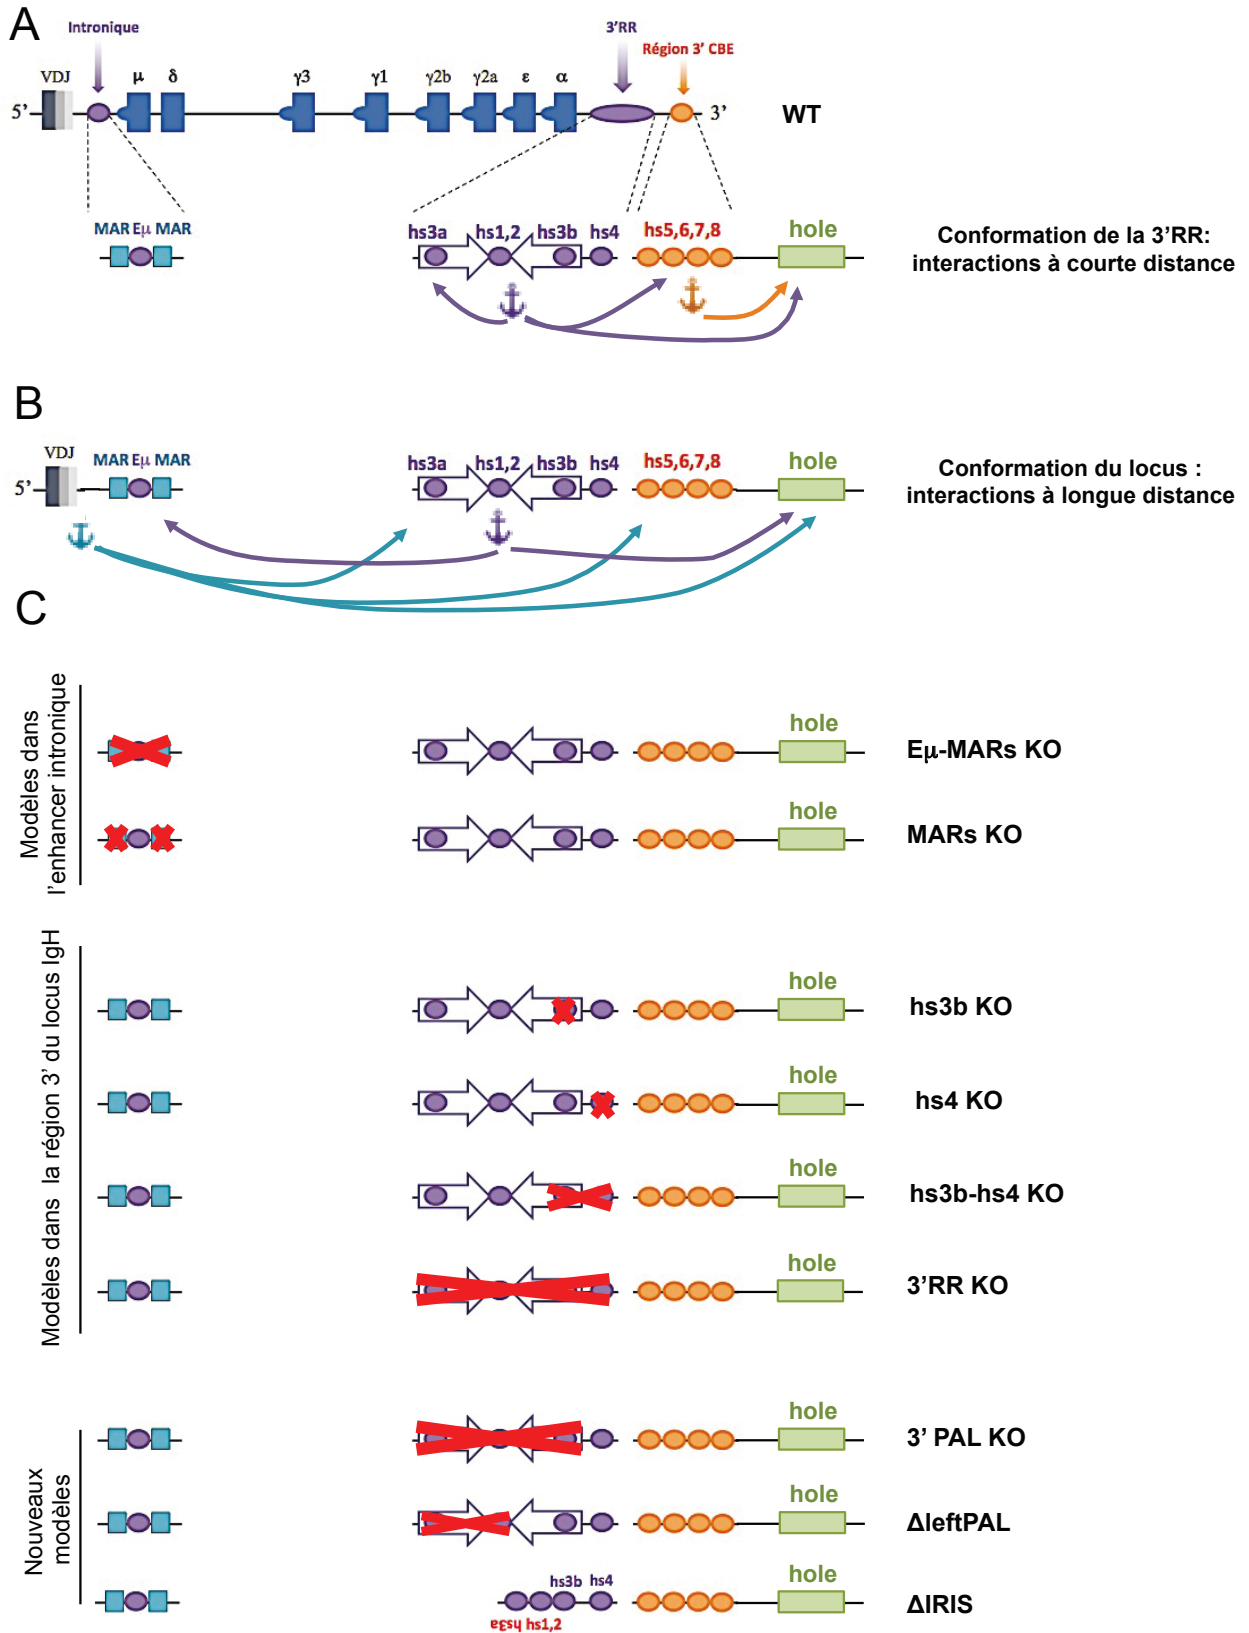 A
Intronique
3'RR
Région 3' CBE
VDJ
μ
δ
γ3
γ1
γ2b
γ2a
ε
α
5'
3'
WT
MAR Eμ MAR
hs3a
hs1,2
hs3b
hs4
hs5,6,7,8
hole
Conformation de la 3'RR:
interactions à courte distance
B
VDJ
5'
MAR Eμ MAR
hs3a
hs1,2
hs3b
hs4
hs5,6,7,8
hole
Conformation du locus :
interactions à longue distance
C
Modèles dans
l'enhancer intronique
hole
Eμ-MARs KO
hole
MARs KO
Modèles dans la région 3' du locus IgH
hole
hs3b KO
hole
hs4 KO
hole
hs3b-hs4 KO
hole
3'RR KO
Nouveaux
modèles
hole
3' PAL KO
hole
ΔleftPAL
hole
hs3b
hs4
hs3a hs1,2
ΔIRIS